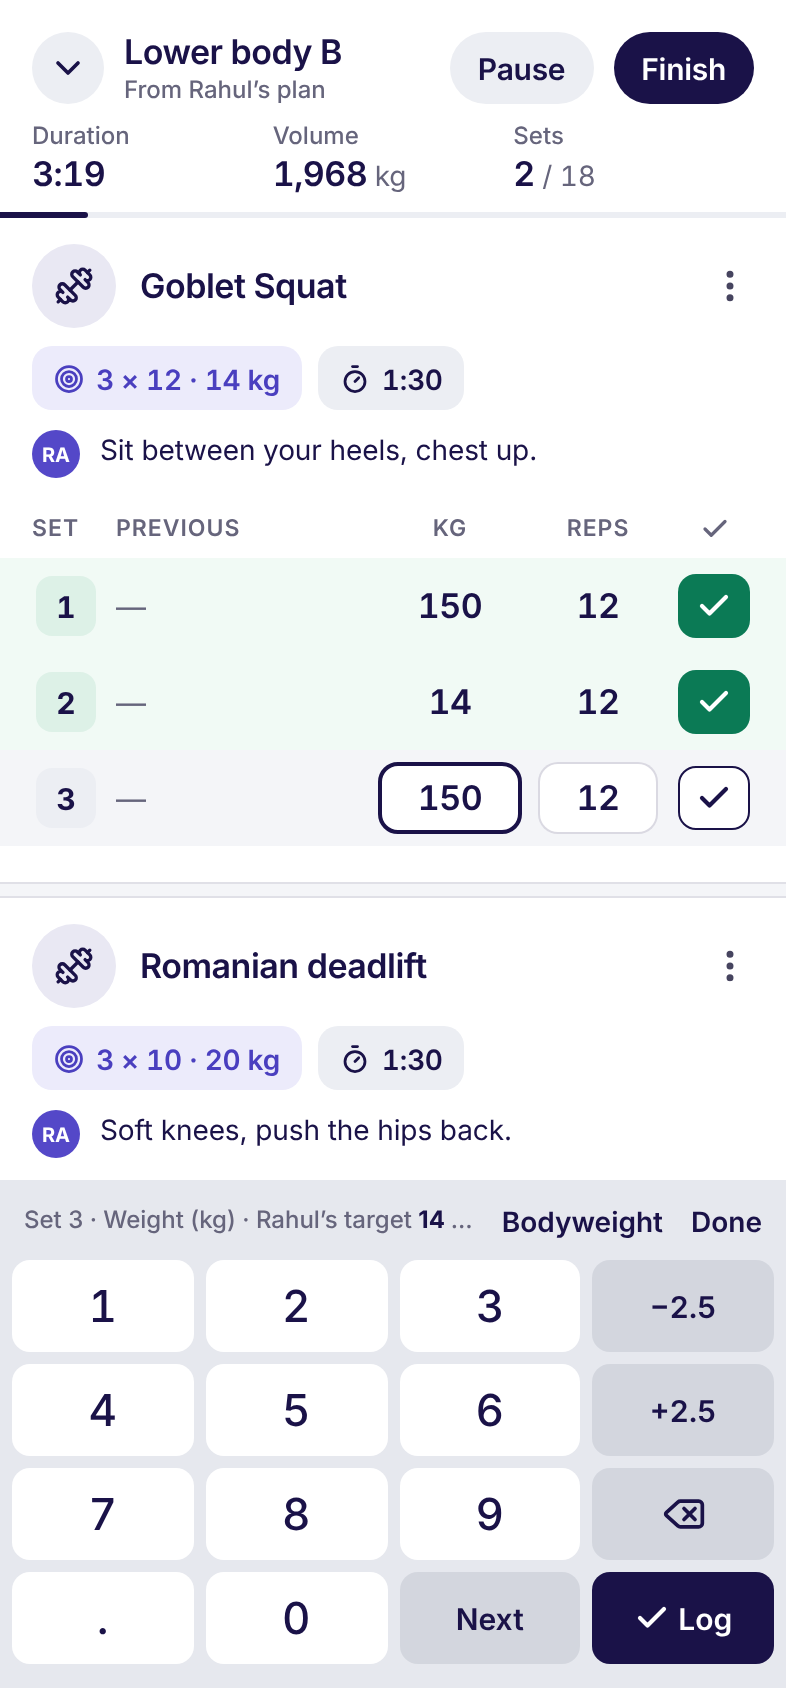 Lower body B
From Rahul’s plan
Pause
Finish
Duration
Volume
Sets
3:19
1,968 kg
2 / 18
Goblet Squat
3 × 12 · 14 kg
1:30
RA
Sit between your heels, chest up.
SET PREVIOUS KG REPS
1 — 150 12
2 — 14 12
3 — 150 12
Romanian deadlift
3 × 10 · 20 kg
1:30
RA
Soft knees, push the hips back.
Set 3 · Weight (kg) · Rahul’s target 14 ...
Bodyweight
Done
1 2 3 −2.5
4 5 6 +2.5
7 8 9
. 0 Next Log